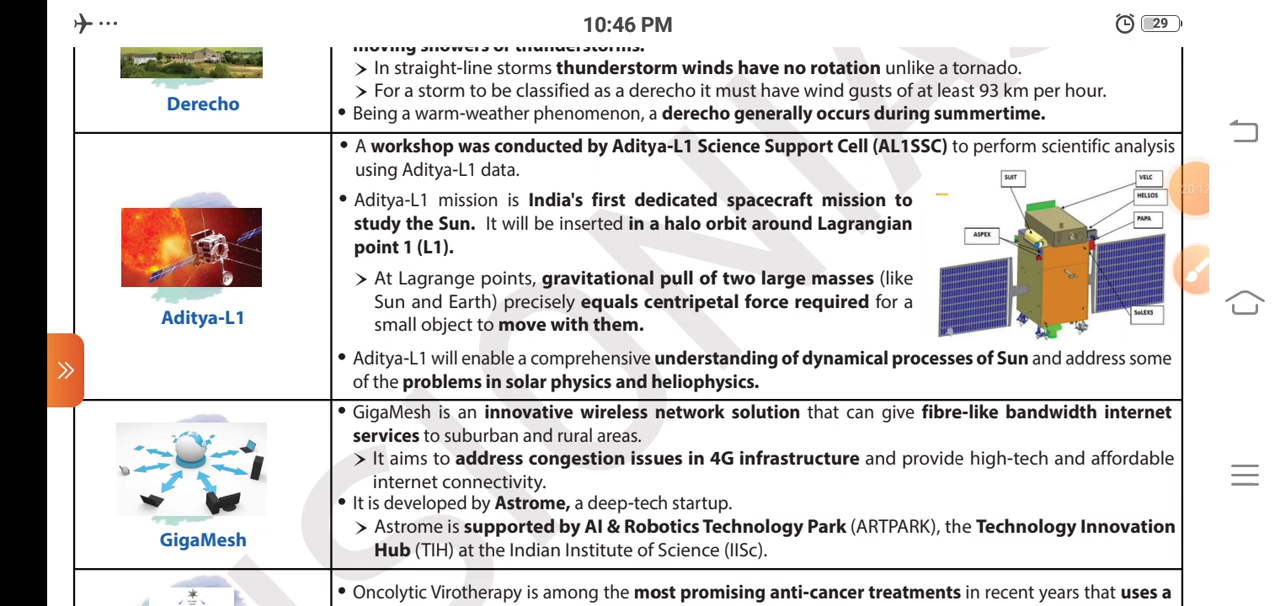 10:46 PM
29
moving showers or thunderstorms.
➢ In straight-line storms thunderstorm winds have no rotation unlike a tornado.
➢ For a storm to be classified as a derecho it must have wind gusts of at least 93 km per hour.
Derecho
• Being a warm-weather phenomenon, a derecho generally occurs during summertime.
• A workshop was conducted by Aditya-L1 Science Support Cell (AL1SSC) to perform scientific analysis
using Aditya-L1 data.
• Aditya-L1 mission is India's first dedicated spacecraft mission to
study the Sun. It will be inserted in a halo orbit around Lagrangian
point 1 (L1).
➢ At Lagrange points, gravitational pull of two large masses (like
Sun and Earth) precisely equals centripetal force required for a
small object to move with them.
SUIT
VELC
HEL1OS
PAPA
ASPEX
SoLEXS
20:12
Aditya-L1
• Aditya-L1 will enable a comprehensive understanding of dynamical processes of Sun and address some
of the problems in solar physics and heliophysics.
• GigaMesh is an innovative wireless network solution that can give fibre-like bandwidth internet
services to suburban and rural areas.
➢ It aims to address congestion issues in 4G infrastructure and provide high-tech and affordable
internet connectivity.
• It is developed by Astrome, a deep-tech startup.
➢ Astrome is supported by AI & Robotics Technology Park (ARTPARK), the Technology Innovation
Hub (TIH) at the Indian Institute of Science (IISc).
GigaMesh
• Oncolytic Virotherapy is among the most promising anti-cancer treatments in recent years that uses a